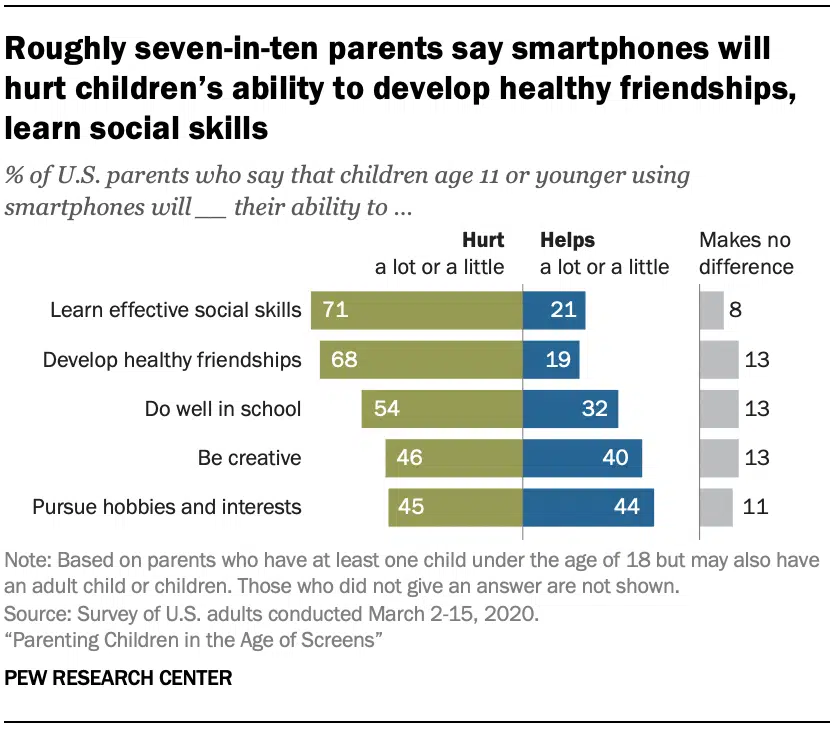 Roughly seven-in-ten parents say smartphones will
hurt children’s ability to develop healthy friendships,
learn social skills
% of U.S. parents who say that children age 11 or younger using
smartphones will __ their ability to ...
Hurt
a lot or a little
Helps
a lot or a little
Makes no
difference
Learn effective social skills 71 21 8
Develop healthy friendships 68 19 13
Do well in school 54 32 13
Be creative 46 40 13
Pursue hobbies and interests 45 44 11
Note: Based on parents who have at least one child under the age of 18 but may also have
an adult child or children. Those who did not give an answer are not shown.
Source: Survey of U.S. adults conducted March 2-15, 2020.
“Parenting Children in the Age of Screens”
PEW RESEARCH CENTER